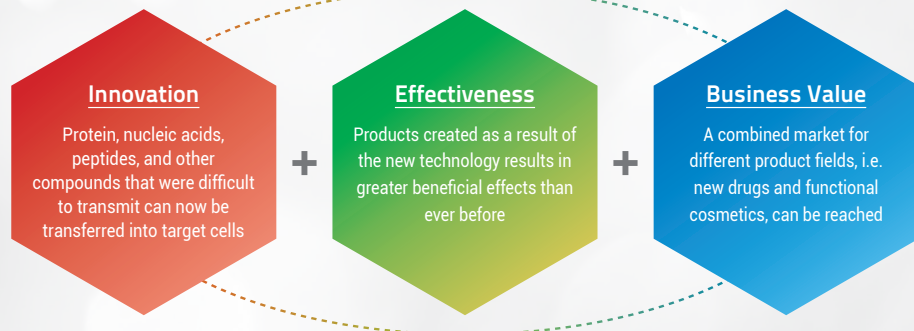 Innovation
Protein, nucleic acids,
peptides, and other
compounds that were difficult
to transmit can now be
transferred into target cells
+
Effectiveness
Products created as a result of
the new technology results in
greater beneficial effects than
ever before
+
Business Value
A combined market for
different product fields, i.e.
new drugs and functional
cosmetics, can be reached